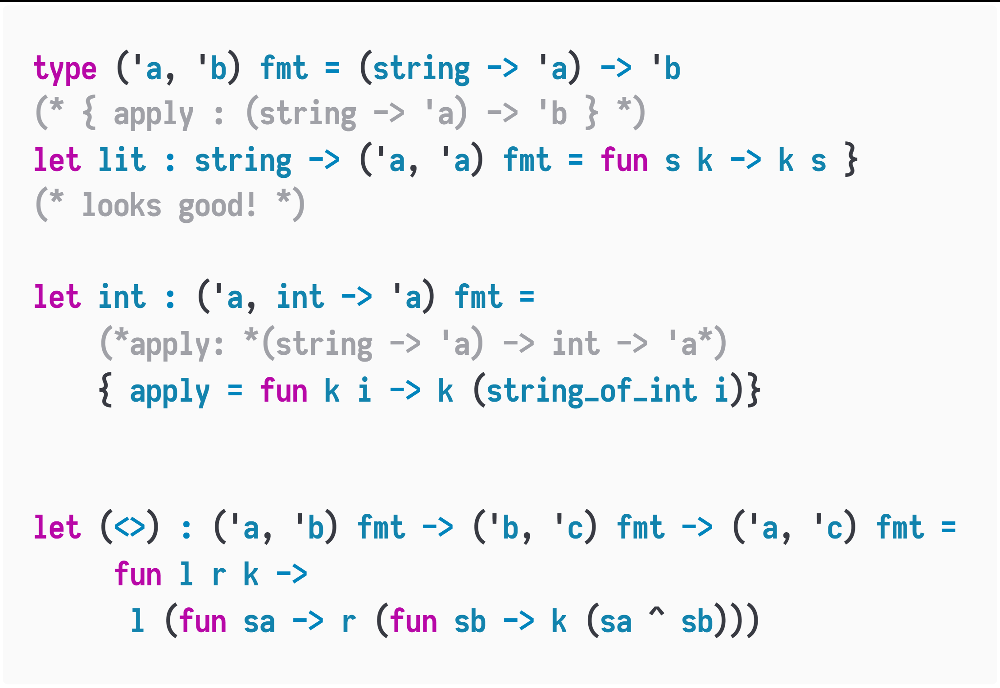 type ('a, 'b) fmt = (string -> 'a) -> 'b
(* { apply : (string -> 'a) -> 'b } *)
let lit : string -> ('a, 'a) fmt = fun s k -> k s }
(* looks good! *)
let int : ('a, int -> 'a) fmt =
(*apply: *(string -> 'a) -> int -> 'a*)
{ apply = fun k i -> k (string_of_int i)}
let (<>) : ('a, 'b) fmt -> ('b, 'c) fmt -> ('a, 'c) fmt =
fun l r k ->
l (fun sa -> r (fun sb -> k (sa ^ sb)))